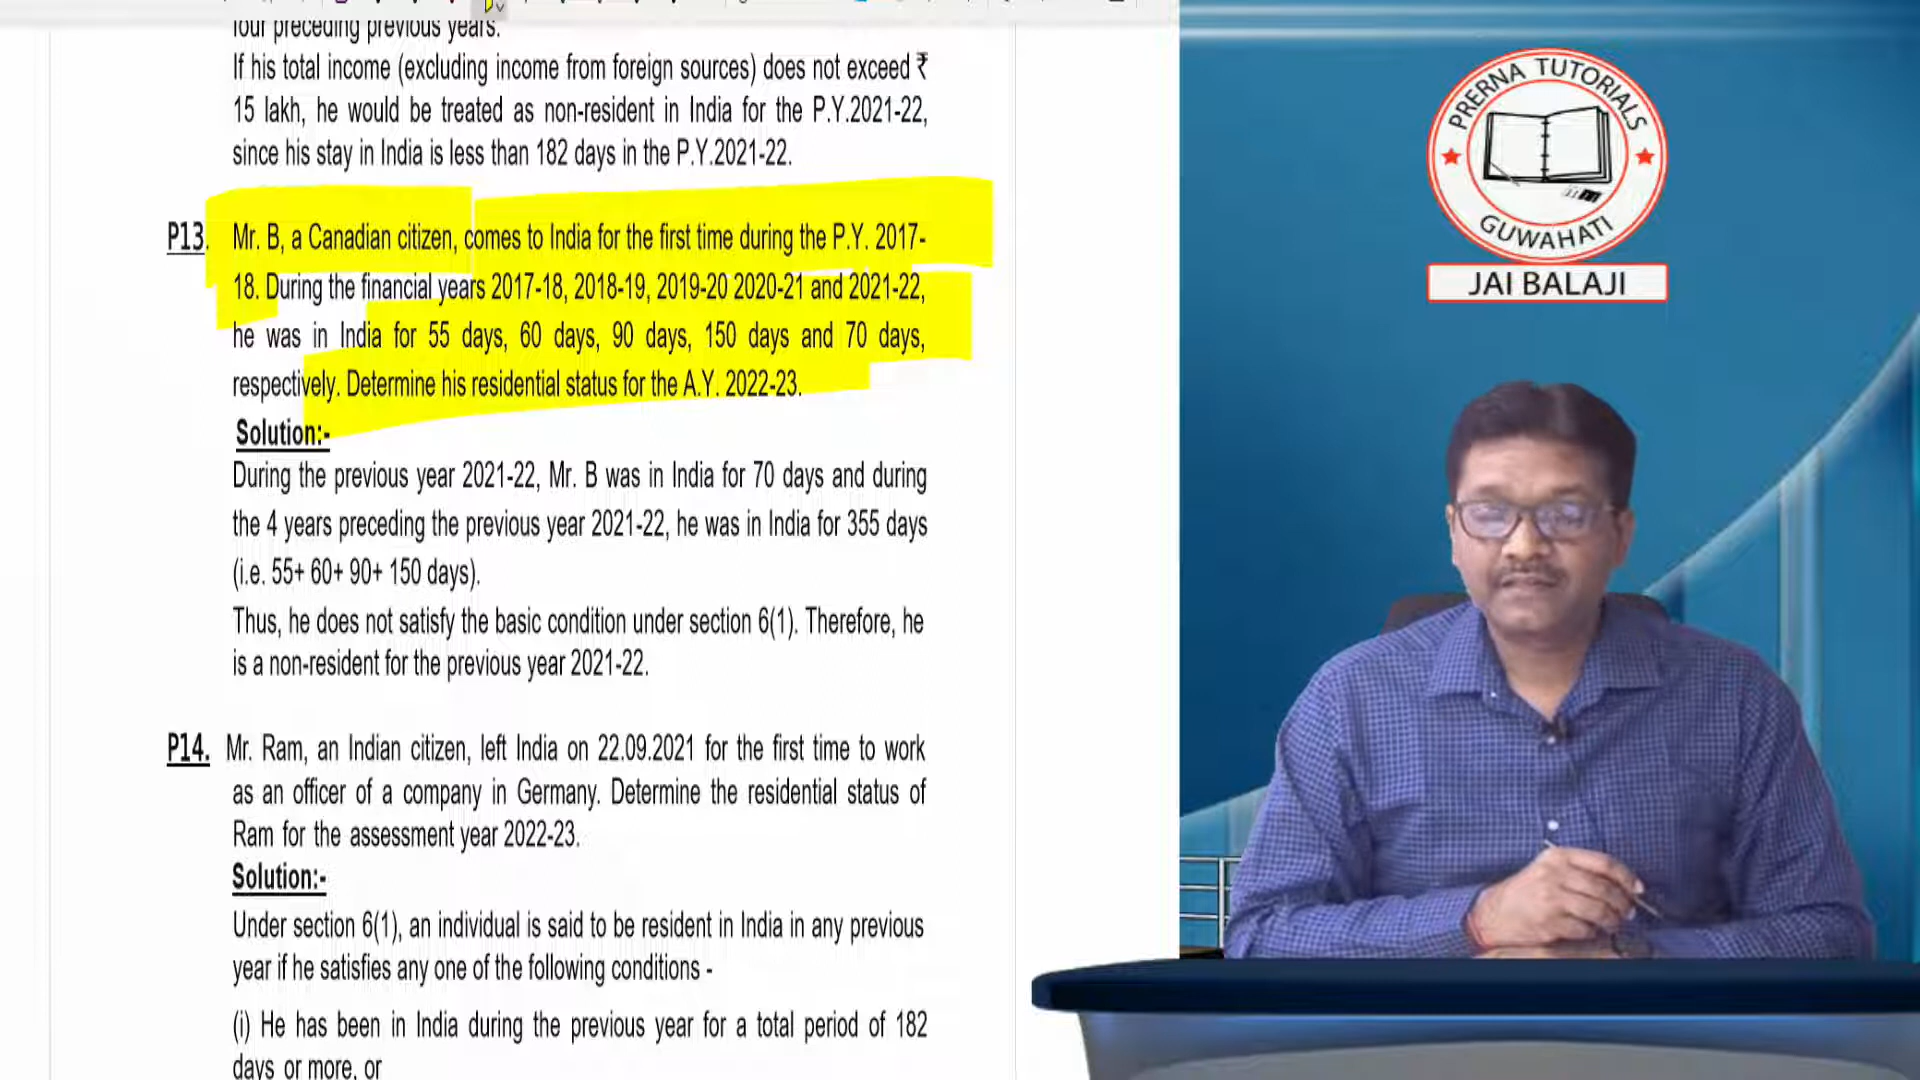 four preceding previous years.
If his total income (excluding income from foreign sources) does not exceed ₹
15 lakh, he would be treated as non-resident in India for the P.Y.2021-22,
since his stay in India is less than 182 days in the P.Y.2021-22.
P13. Mr. B, a Canadian citizen, comes to India for the first time during the P.Y. 2017-
18. During the financial years 2017-18, 2018-19, 2019-20 2020-21 and 2021-22,
he was in India for 55 days, 60 days, 90 days, 150 days and 70 days,
respectively. Determine his residential status for the A.Y. 2022-23.
Solution:-
During the previous year 2021-22, Mr. B was in India for 70 days and during
the 4 years preceding the previous year 2021-22, he was in India for 355 days
(i.e. 55+ 60+ 90+ 150 days).
Thus, he does not satisfy the basic condition under section 6(1). Therefore, he
is a non-resident for the previous year 2021-22.
P14. Mr. Ram, an Indian citizen, left India on 22.09.2021 for the first time to work
as an officer of a company in Germany. Determine the residential status of
Ram for the assessment year 2022-23.
Solution:-
Under section 6(1), an individual is said to be resident in India in any previous
year if he satisfies any one of the following conditions -
(i) He has been in India during the previous year for a total period of 182
days or more, or
PRERNA TUTORIALS
GUWAHATI
JAI BALAJI